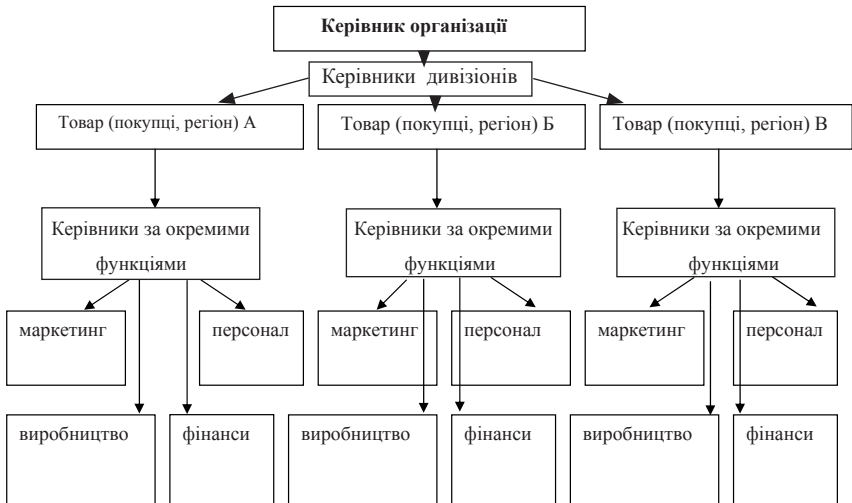 Керівник організації
Керівники дивізіонів
Товар (покупці, регіон) А
Товар (покупці, регіон) Б
Товар (покупці, регіон) В
Керівники за окремими
функціями
Керівники за окремими
функціями
Керівники за окремими
функціями
маркетинг
персонал
маркетинг
персонал
маркетинг
персонал
виробництво
фінанси
виробництво
фінанси
виробництво
фінанси